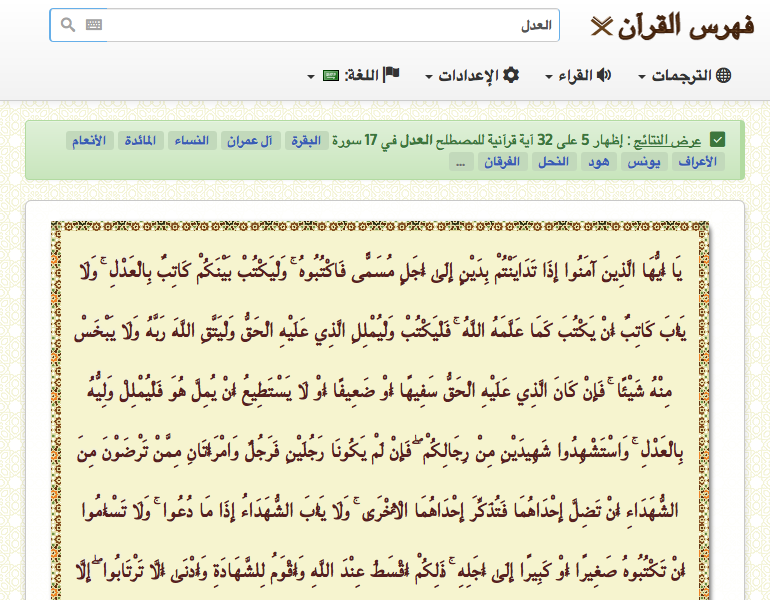 فهرس القرآن
العدل
الترجمات القراء الإعدادات اللغة:
عرض النتائج : إظهار 5 على 32 آية قرآنية للمصطلح العدل في 17 سورة البقرة آل عمران النساء المائدة الأنعام
الأعراف يونس هود النحل الفرقان ...
يَا أَيُّهَا الَّذِينَ آمَنُوا إِذَا تَدَايَنْتُمْ بِدَيْنٍ إِلَىٰ أَجَلٍ مُسَمًّى فَاكْتُبُوهُ ۚ وَلْيَكْتُبْ بَيْنَكُمْ كَاتِبٌ بِالْعَدْلِ ۚ وَلَا
يَأْبَ كَاتِبٌ أَنْ يَكْتُبَ كَمَا عَلَّمَهُ اللَّهُ ۚ فَلْيَكْتُبْ وَلْيُمْلِلِ الَّذِي عَلَيْهِ الْحَقُّ وَلْيَتَّقِ اللَّهَ رَبَّهُ وَلَا يَبْخَسْ
مِنْهُ شَيْئًا ۚ فَإِنْ كَانَ الَّذِي عَلَيْهِ الْحَقُّ سَفِيهًا أَوْ ضَعِيفًا أَوْ لَا يَسْتَطِيعُ أَنْ يُمِلَّ هُوَ فَلْيُمْلِلْ وَلِيُّهُ
بِالْعَدْلِ ۚ وَاسْتَشْهِدُوا شَهِيدَيْنِ مِنْ رِجَالِكُمْ ۖ فَإِنْ لَمْ يَكُونَا رَجُلَيْنِ فَرَجُلٌ وَامْرَأَتَانِ مِمَّنْ تَرْضَوْنَ مِنَ
الشُّهَدَاءِ أَنْ تَضِلَّ إِحْدَاهُمَا فَتُذَكِّرَ إِحْدَاهُمَا الْأُخْرَىٰ ۚ وَلَا يَأْبَ الشُّهَدَاءُ إِذَا مَا دُعُوا ۚ وَلَا تَسْأَمُوا
أَنْ تَكْتُبُوهُ صَغِيرًا أَوْ كَبِيرًا إِلَىٰ أَجَلِهِ ۚ ذَٰلِكُمْ أَقْسَطُ عِنْدَ اللَّهِ وَأَقْوَمُ لِلشَّهَادَةِ وَأَدْنَىٰ أَلَّا تَرْتَابُوا ۖ إِلَّا